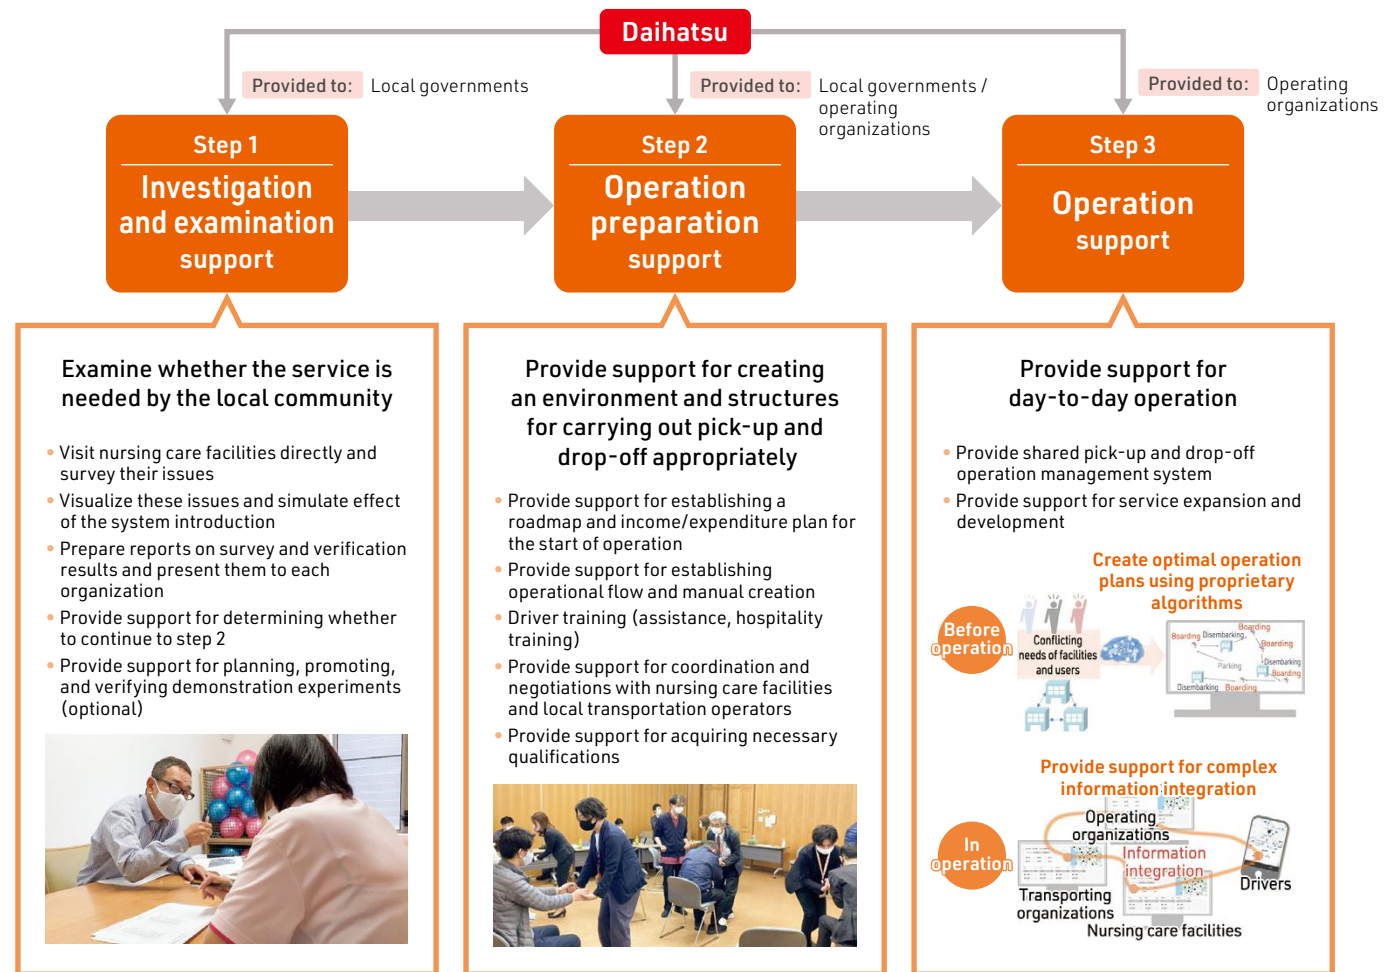 Daihatsu
Provided to: Local governments
Provided to: Local governments /
operating
organizations
Provided to: Operating
organizations
Step 1
Investigation
and examination
support
Step 2
Operation
preparation
support
Step 3
Operation
support
Examine whether the service is
needed by the local community
• Visit nursing care facilities directly and
survey their issues
• Visualize these issues and simulate effect
of the system introduction
• Prepare reports on survey and verification
results and present them to each
organization
• Provide support for determining whether
to continue to step 2
• Provide support for planning, promoting,
and verifying demonstration experiments
(optional)
Provide support for creating
an environment and structures
for carrying out pick-up and
drop-off appropriately
• Provide support for establishing a
roadmap and income/expenditure plan for
the start of operation
• Provide support for establishing
operational flow and manual creation
• Driver training (assistance, hospitality
training)
• Provide support for coordination and
negotiations with nursing care facilities
and local transportation operators
• Provide support for acquiring necessary
qualifications
Provide support for
day-to-day operation
• Provide shared pick-up and drop-off
operation management system
• Provide support for service expansion and
development
Create optimal operation
plans using proprietary
algorithms
Before
operation
Conflicting
needs of facilities
and users
Boarding
Boarding Disembarking
Boarding
Parking
Disembarking
Boarding
Disembarking Boarding
Provide support for complex
information integration
In
operation
Operating
organizations
Information
integration
Drivers
Transporting
organizations
Nursing care facilities